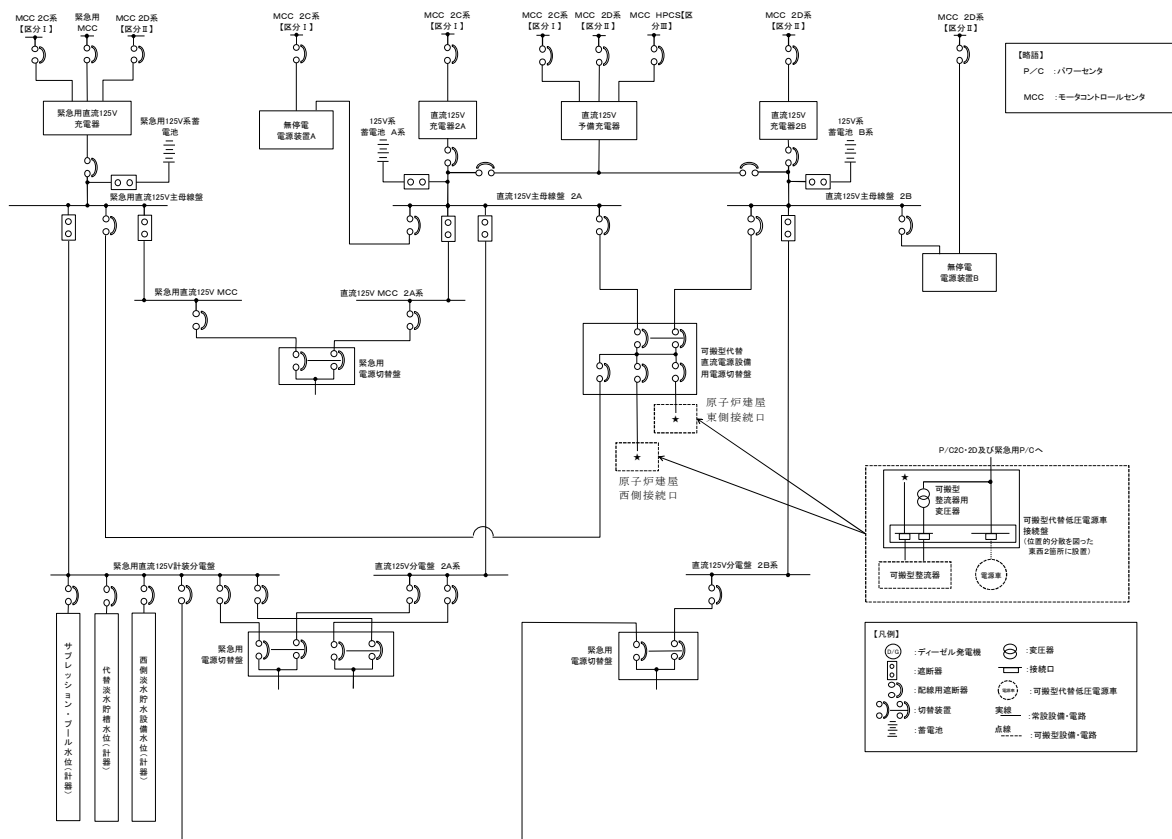 MCC 2C系
【区分Ⅰ】
緊急用
MCC
MCC 2D系
【区分Ⅱ】
MCC 2C系
【区分Ⅰ】
MCC 2C系
【区分Ⅰ】
MCC 2C系
【区分Ⅰ】
MCC 2D系
【区分Ⅱ】
MCC HPCS【区
分Ⅲ】
MCC 2D系
【区分Ⅱ】
MCC 2D系
【区分Ⅱ】
【略語】
P/C :パワーセンタ
MCC :モータコントロールセンタ
緊急用直流125V
充電器
緊急用125V系蓄
電池
無停電
電源装置A
125V系
蓄電池 A系
直流125V
充電器2A
直流125V
予備充電器
直流125V
充電器2B
125V系
蓄電池 B系
緊急用直流125V主母線盤
直流125V主母線盤 2A
直流125V主母線盤 2B
無停電
電源装置B
緊急用直流125V MCC
直流125V MCC 2A系
緊急用
電源切替盤
可搬型代替
直流電源設備
用電源切替盤
原子炉建屋
東側接続口
★
★
原子炉建屋
西側接続口
P/C2C・2D及び緊急用P/Cへ
★
可搬型
整流器用
変圧器
可搬型代替低圧電源車
接続盤
(位置的分散を図った
東西2箇所に設置)
可搬型整流器
電源車
緊急用直流125V計装分電盤
直流125V分電盤 2A系
直流125V分電盤 2B系
緊急用
電源切替盤
緊急用
電源切替盤
サプレッション・プール水位(計器)
代替淡水貯槽水位(計器)
西側淡水貯水設備水位(計器)
【凡例】
D/G :ディーゼル発電機
:遮断器
:配線用遮断器
:切替装置
:蓄電池
:変圧器
:接続口
電源車 :可搬型代替低圧電源車
実線 :常設設備・電路
点線 :可搬型設備・電路